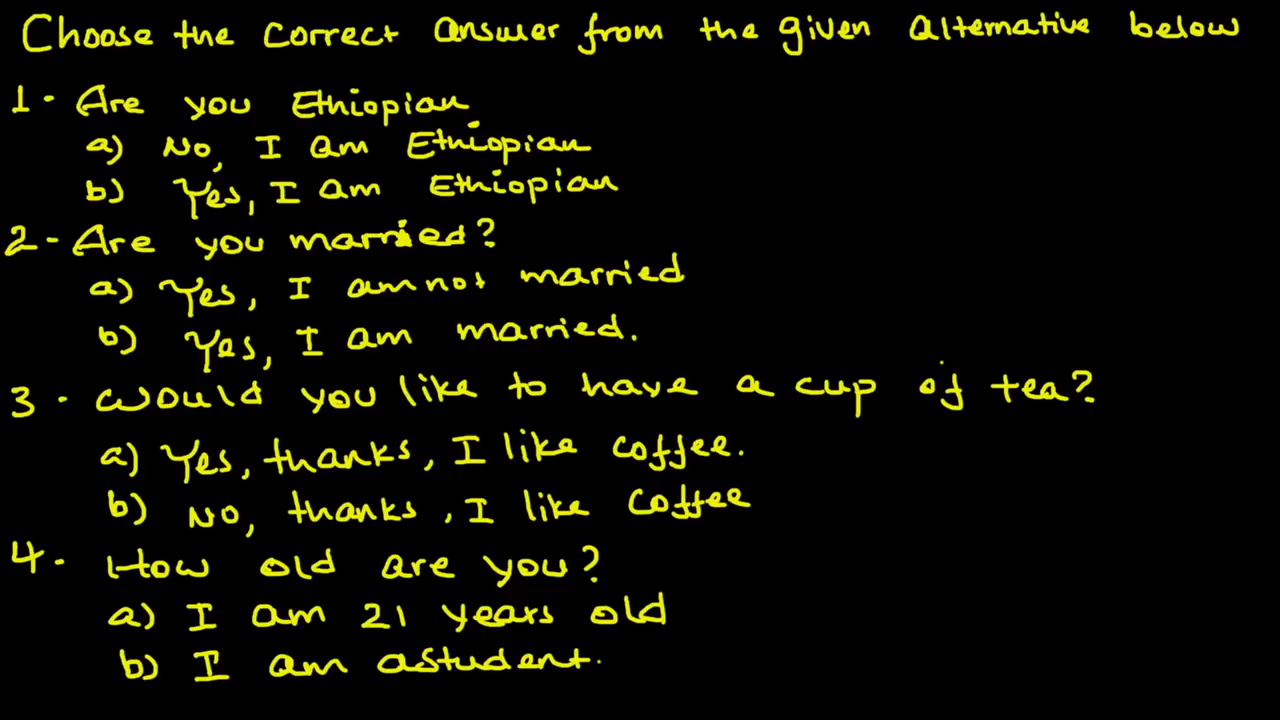 Choose the correct answer from the given alternative below
1. Are you Ethiopian
a) No, I am Ethiopian
b) Yes, I am Ethiopian
2- Are you married?
a) Yes, I am not married
b) Yes, I am married.
3. Would you like to have a cup of tea?
a) Yes, thanks, I like coffee.
b) No, thanks, I like coffee
4. How old are you?
a) I am 21 years old
b) I am astudent.